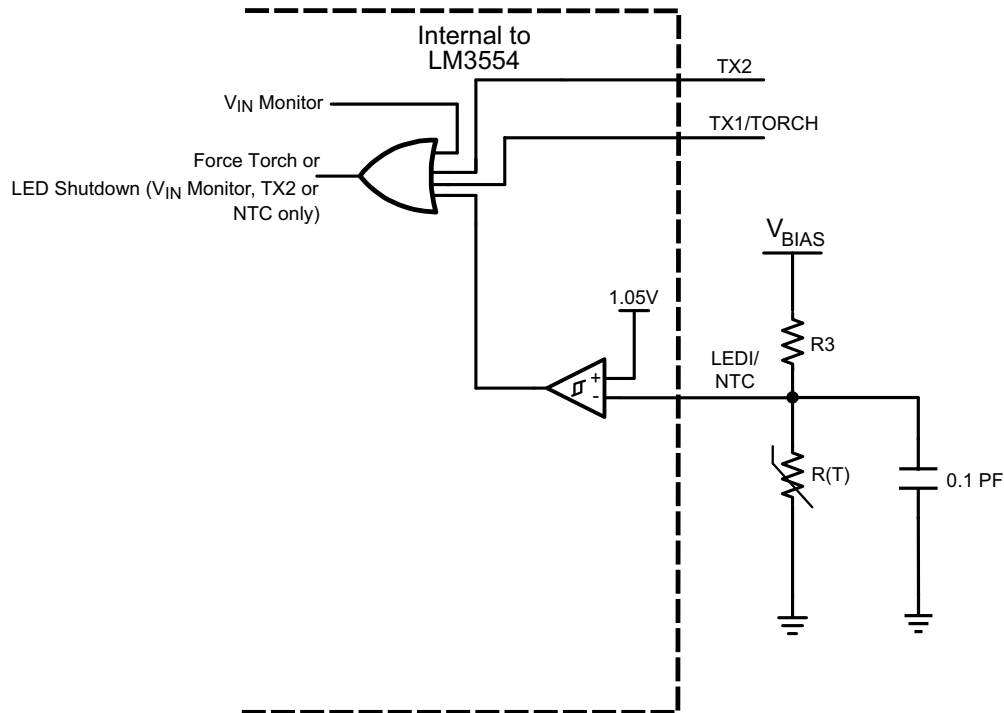 Internal to
LM3554
TX2
VIN Monitor
TX1/TORCH
Force Torch or
LED Shutdown (VIN Monitor, TX2 or
NTC only)
VBIAS
1.05V
R3
LEDI/
NTC
+
-
R(T)
0.1 PF